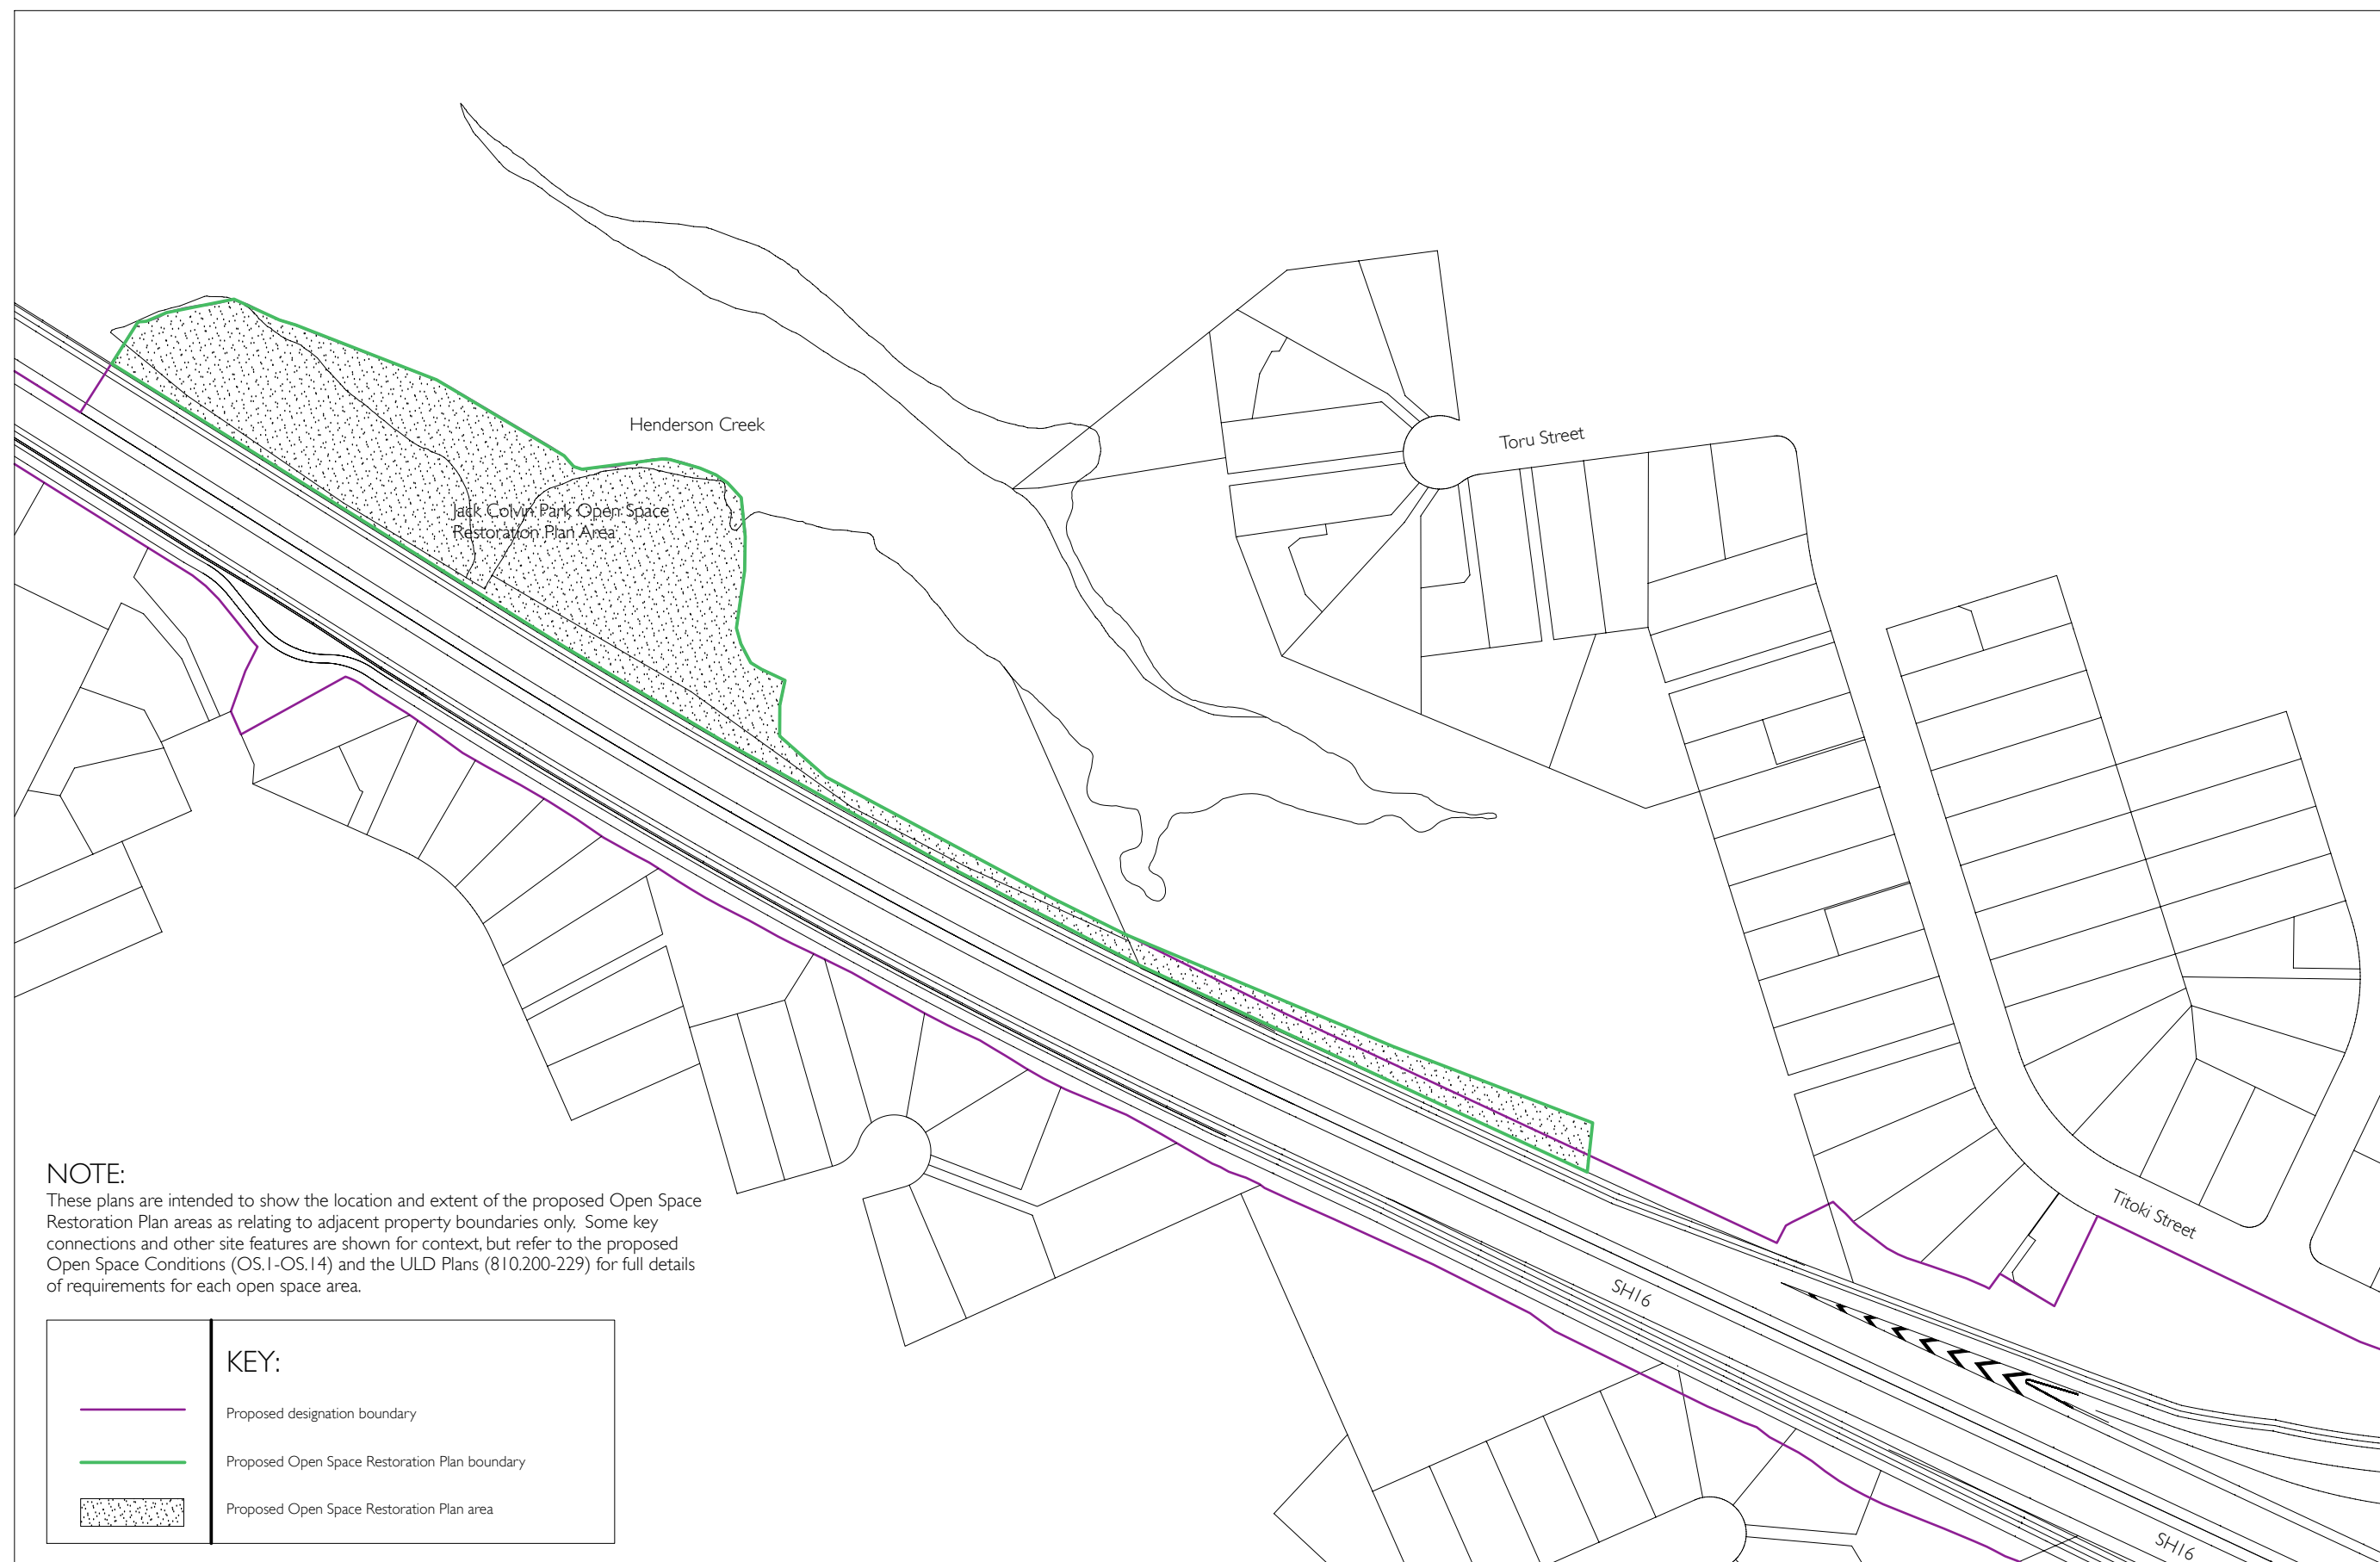 Henderson Creek
Toru Street
Jack Colvin Park Open Space
Restoration Plan Area
Titoki Street
SH16
SH16
NOTE:
These plans are intended to show the location and extent of the proposed Open Space
Restoration Plan areas as relating to adjacent property boundaries only. Some key
connections and other site features are shown for context, but refer to the proposed
Open Space Conditions (OS.1-OS.14) and the ULD Plans (810.200-229) for full details
of requirements for each open space area.
KEY:
Proposed designation boundary
Proposed Open Space Restoration Plan boundary
Proposed Open Space Restoration Plan area